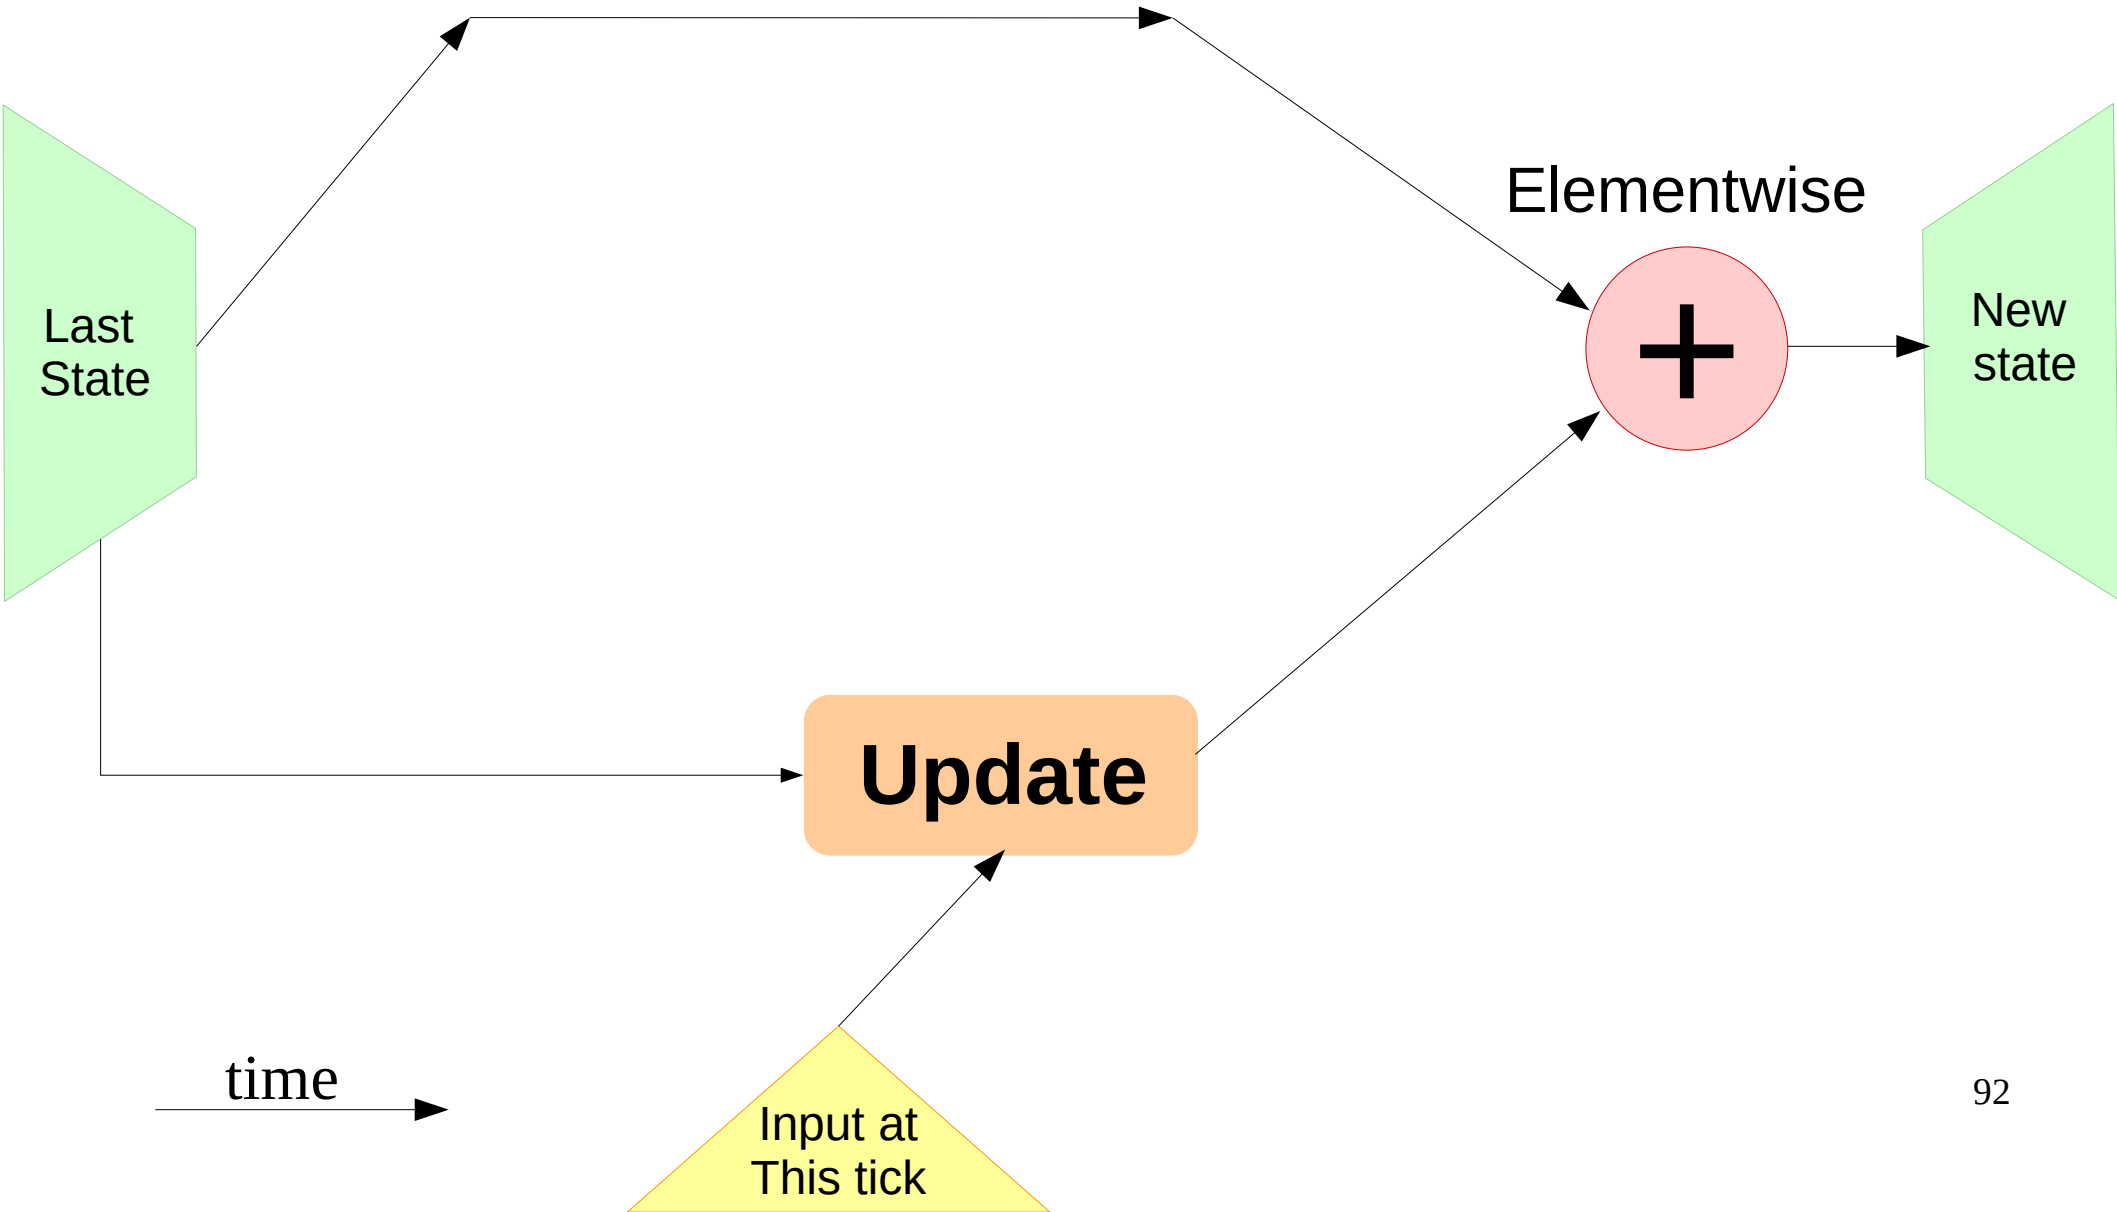 Elementwise
+
Last
State
New
state
Update
time
Input at
This tick
92